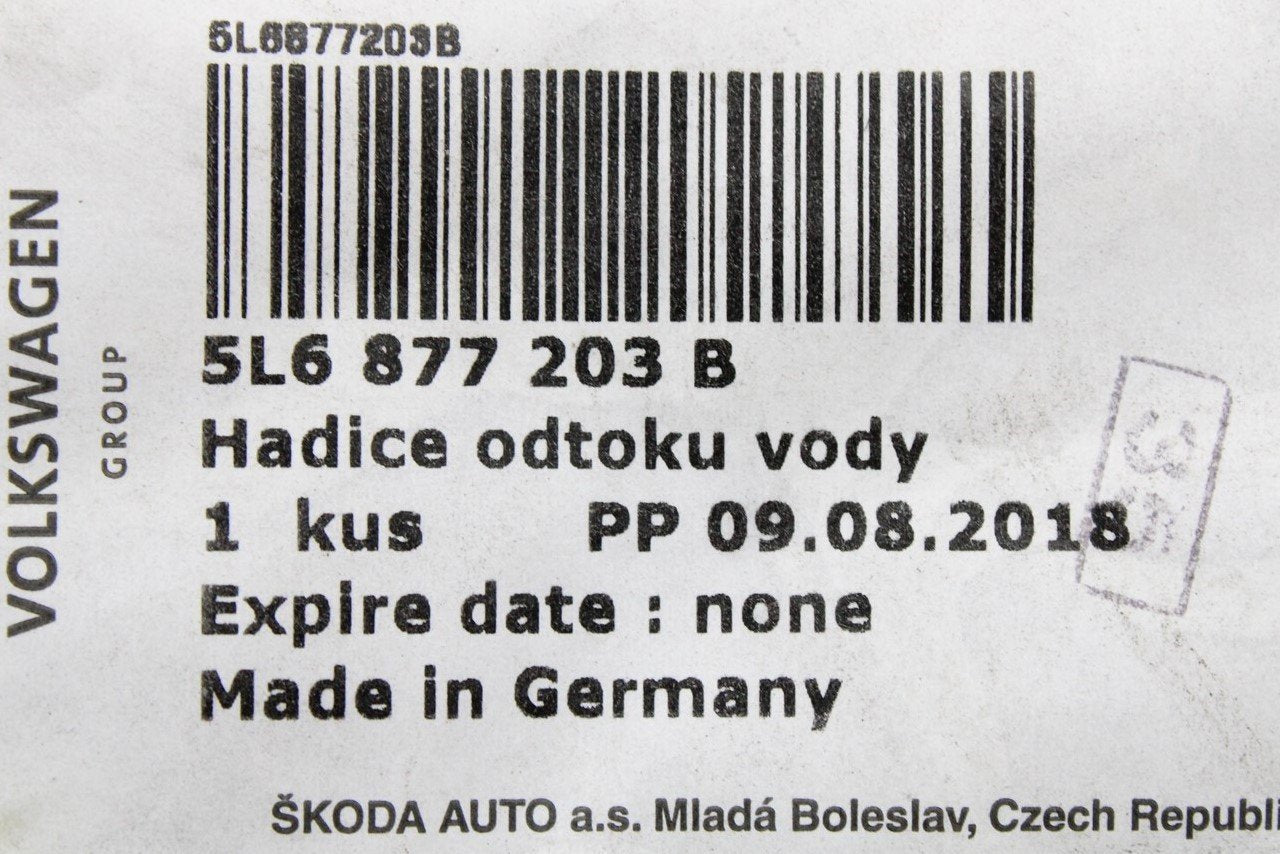 5L6877203B
5L6 877 203 B
Hadice odtoku vody
1 kus PP 09.08.2018
Expire date : none
Made in Germany
ŠKODA AUTO a.s. Mladá Boleslav, Czech Republi
VOLKSWAGEN
GROUP